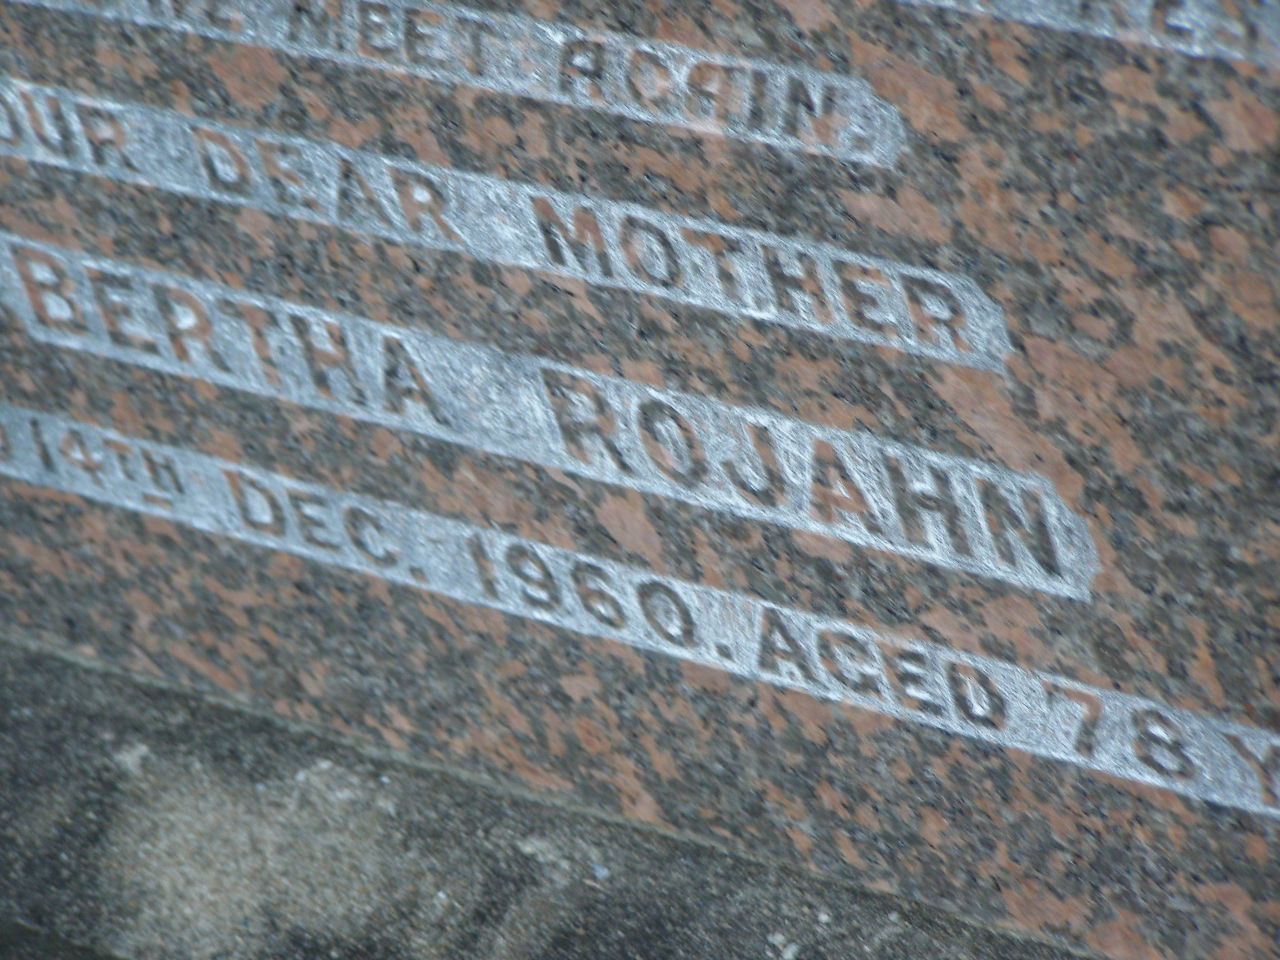 MEET AGAIN
OUR DEAR MOTHER
BERTHA ROJAHN
14TH DEC. 1960. AGED 78 Y